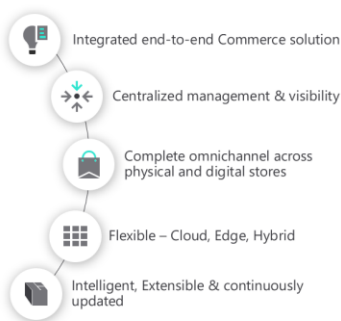 Integrated end-to-end Commerce solution
Centralized management & visibility
Complete omnichannel across
physical and digital stores
Flexible – Cloud, Edge, Hybrid
Intelligent, Extensible & continuously
updated